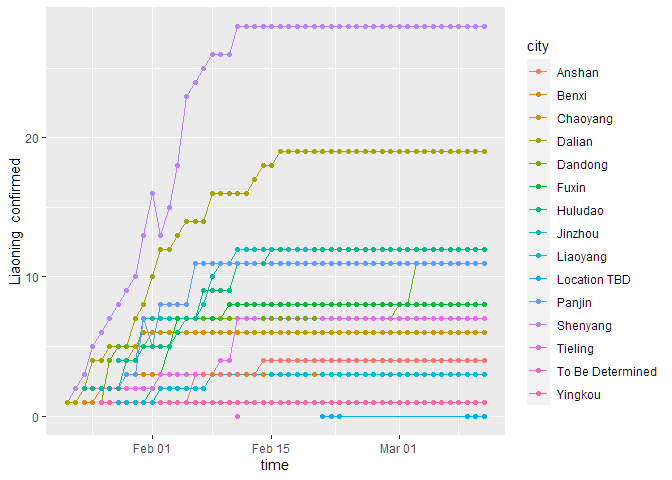 Liaoning confirmed
20
10
0
Feb 01
Feb 15
Mar 01
time
city
Anshan
Benxi
Chaoyang
Dalian
Dandong
Fuxin
Huludao
Jinzhou
Liaoyang
Location TBD
Panjin
Shenyang
Tieling
To Be Determined
Yingkou